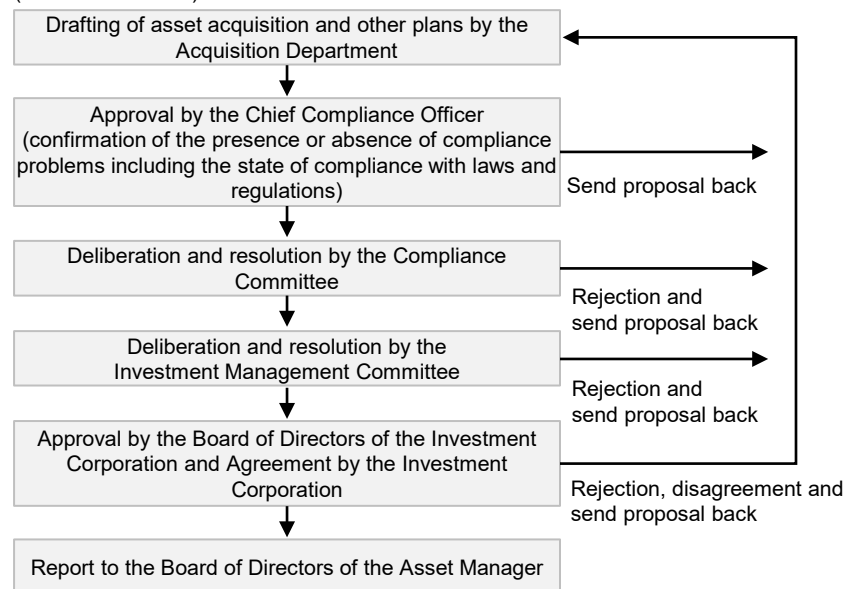 Drafting of asset acquisition and other plans by the
Acquisition Department
Approval by the Chief Compliance Officer
(confirmation of the presence or absence of compliance
problems including the state of compliance with laws and
regulations)
Send proposal back
Deliberation and resolution by the Compliance
Committee
Rejection and
send proposal back
Deliberation and resolution by the
Investment Management Committee
Rejection and
send proposal back
Approval by the Board of Directors of the Investment
Corporation and Agreement by the Investment
Corporation
Rejection, disagreement and
send proposal back
Report to the Board of Directors of the Asset Manager